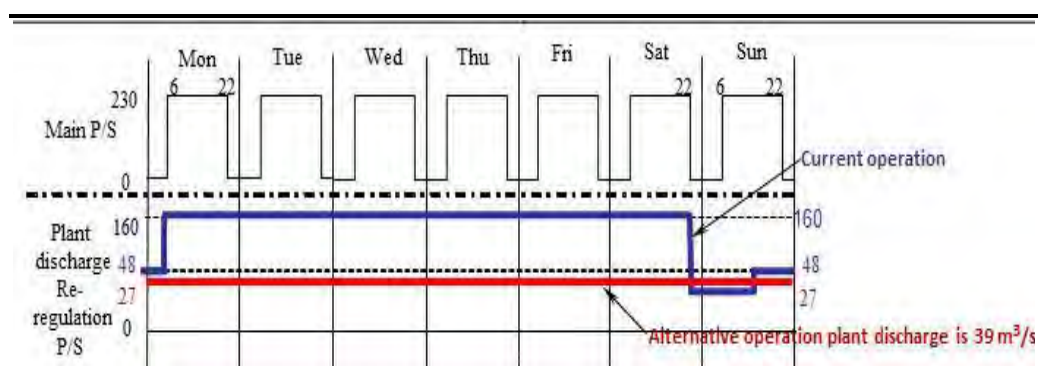 Mon Tue Wed Thu Fri Sat Sun
6 22 22 6 22
230
Main P/S
0
Current operation
160 160
Plant
discharge 48 48
Re- 27 27
regulation 0
P/S
Alternative operation plant discharge is 39 m³/s